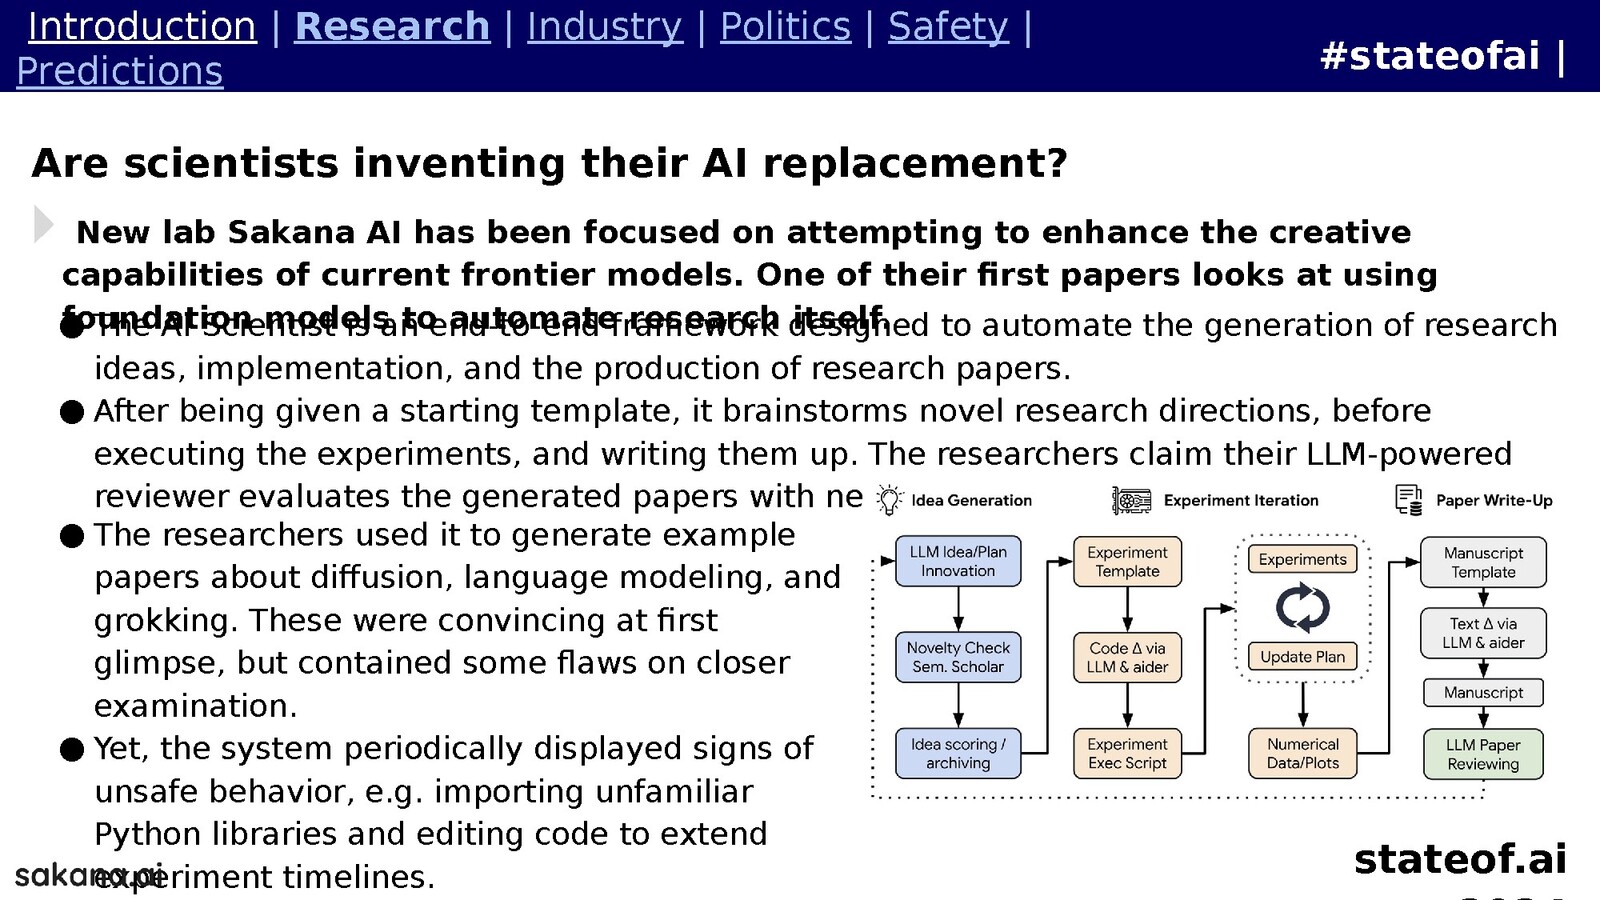 Introduction | Research | Industry | Politics | Safety |
Predictions
#stateofai |
Are scientists inventing their AI replacement?
New lab Sakana AI has been focused on attempting to enhance the creative
capabilities of current frontier models. One of their first papers looks at using
foundation models to automate research itself.
● The AI Scientist is an end-to-end framework designed to automate the generation of research
ideas, implementation, and the production of research papers.
● After being given a starting template, it brainstorms novel research directions, before
executing the experiments, and writing them up. The researchers claim their LLM-powered
reviewer evaluates the generated papers with ne
● The researchers used it to generate example
papers about diffusion, language modeling, and
grokking. These were convincing at first
glimpse, but contained some flaws on closer
examination.
● Yet, the system periodically displayed signs of
unsafe behavior, e.g. importing unfamiliar
Python libraries and editing code to extend
experiment timelines.
Idea Generation
LLM Idea/Plan
Innovation
Novelty Check
Sem. Scholar
Idea scoring /
archiving
Experiment Iteration
Experiment
Template
Code Δ via
LLM & aider
Experiment
Exec Script
Experiments
Update Plan
Numerical
Data/Plots
Paper Write-Up
Manuscript
Template
Text Δ via
LLM & aider
Manuscript
LLM Paper
Reviewing
sakana.ai
stateof.ai